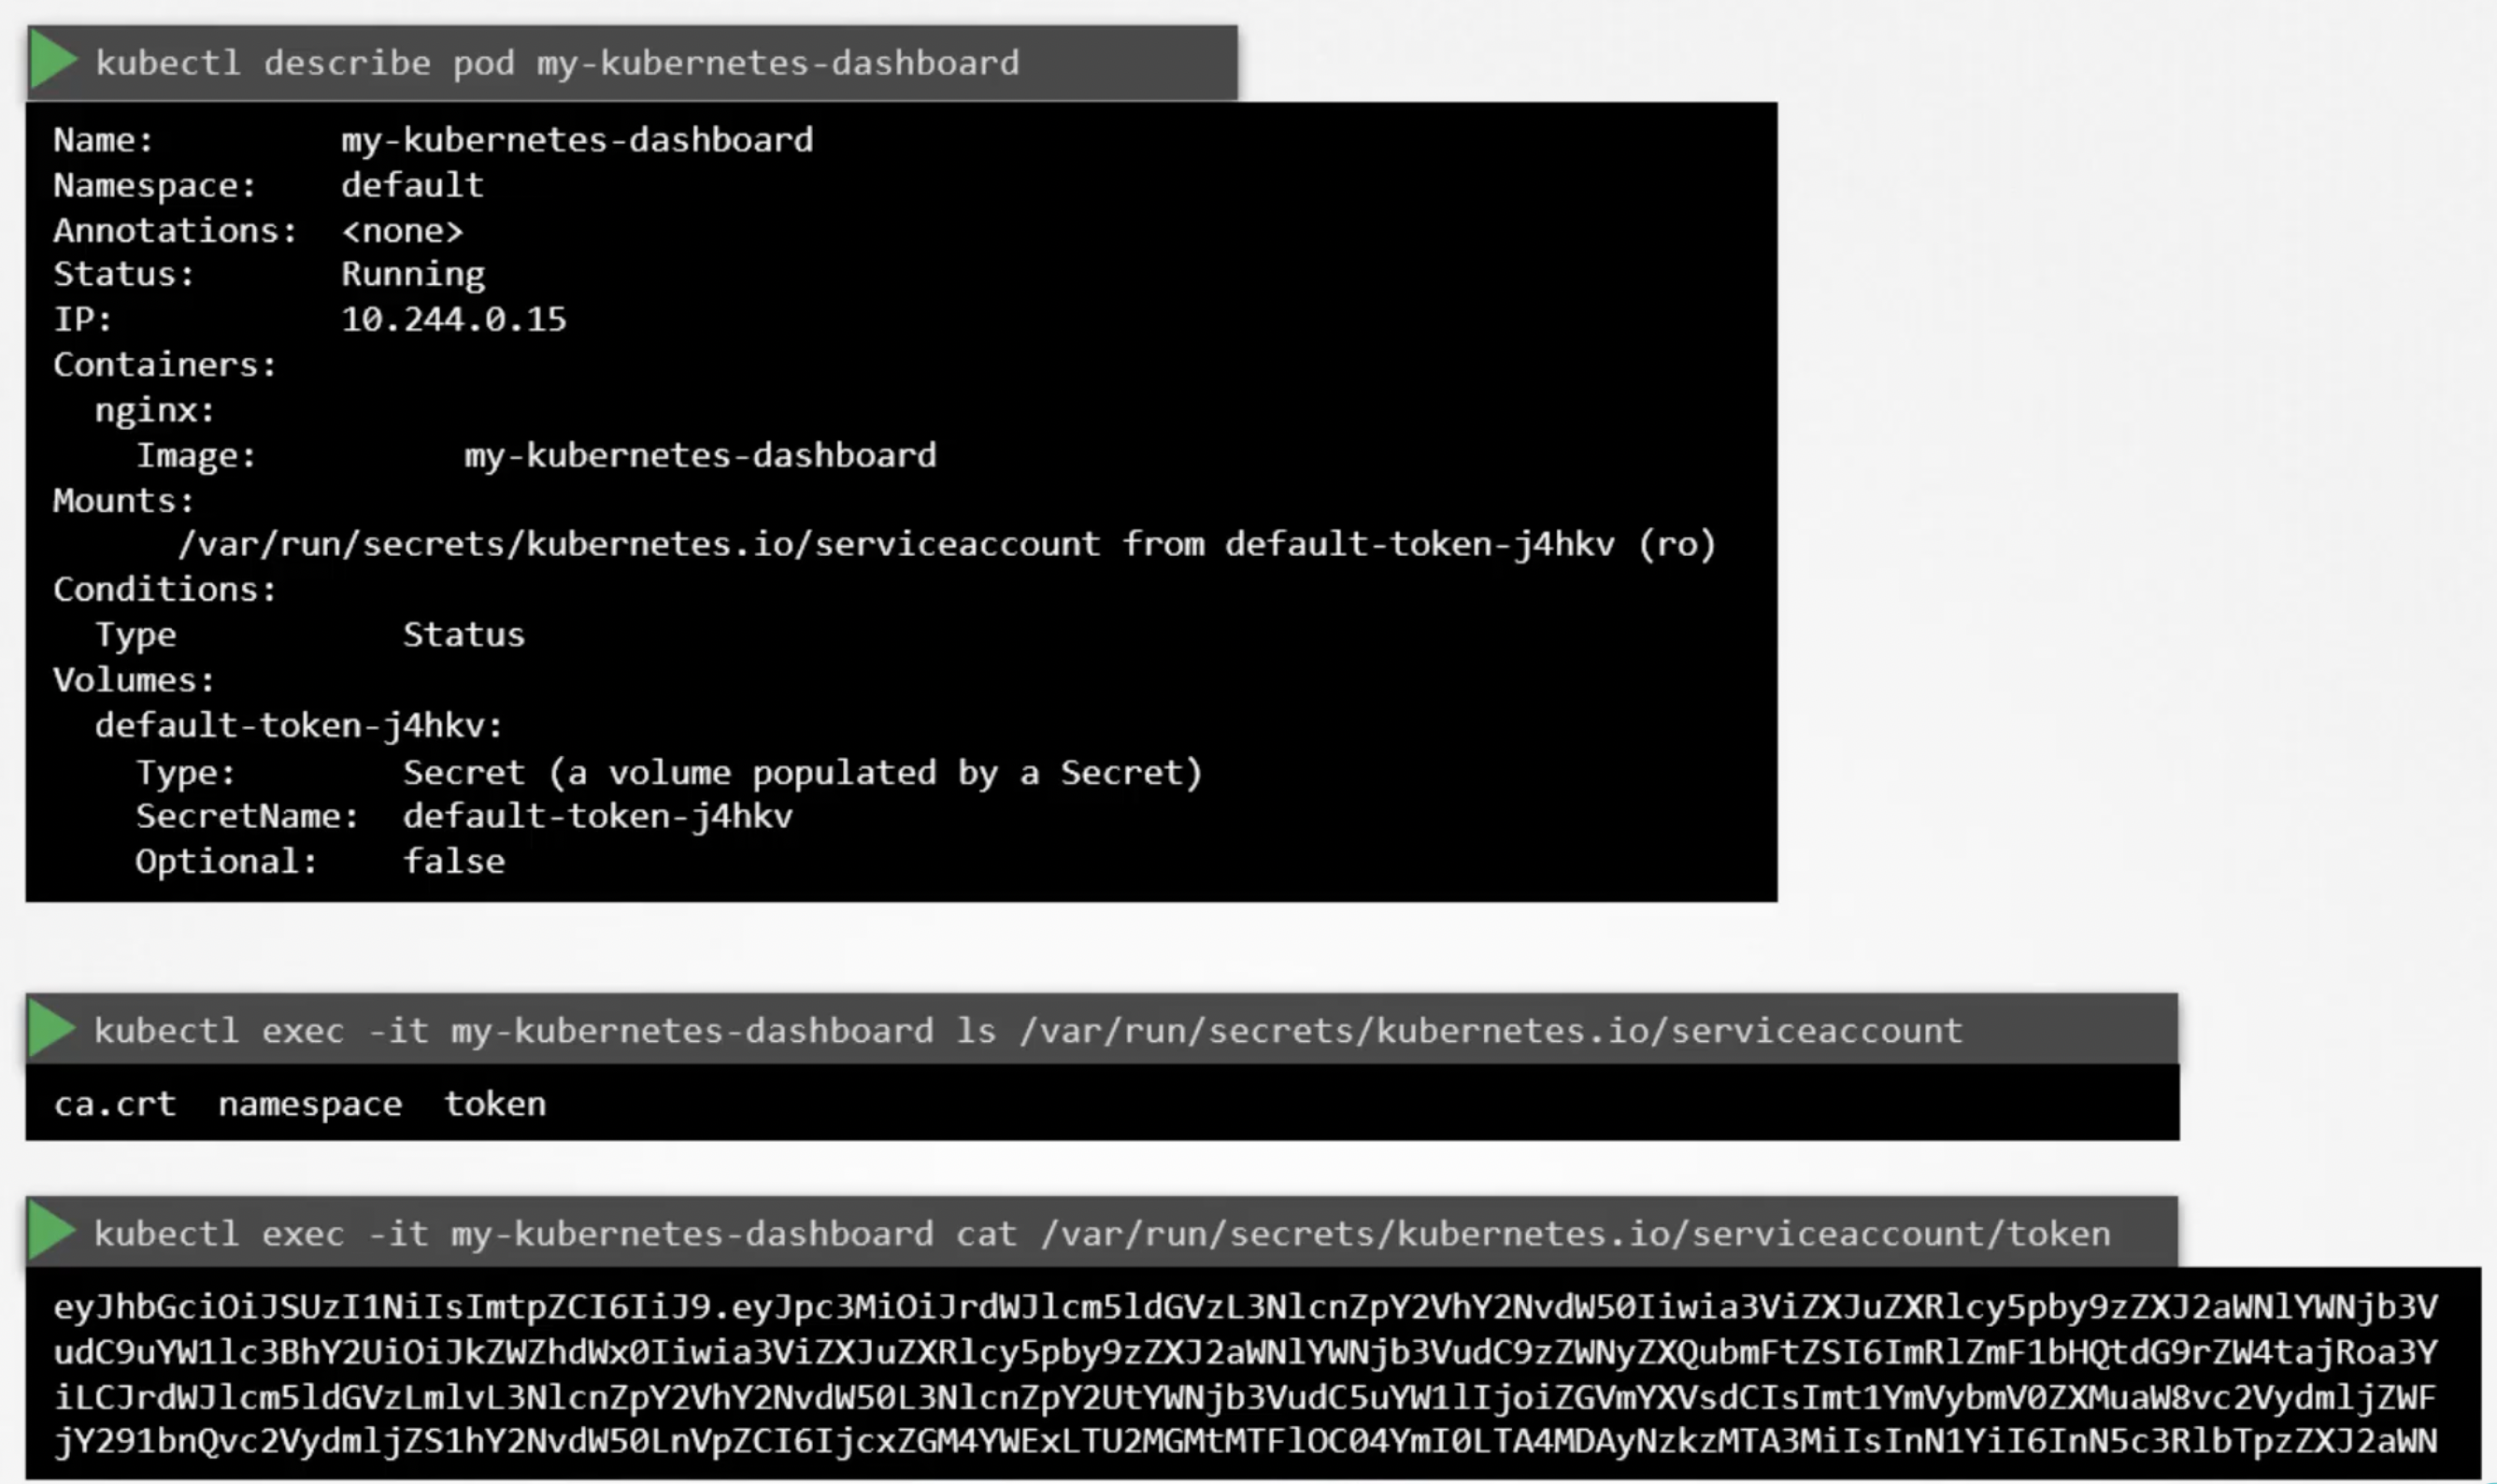 kubectl describe pod my-kubernetes-dashboard
Name: my-kubernetes-dashboard
Namespace: default
Annotations: <none>
Status: Running
IP: 10.244.0.15
Containers:
nginx:
Image: my-kubernetes-dashboard
Mounts:
/var/run/secrets/kubernetes.io/serviceaccount from default-token-j4hkv (ro)
Conditions:
Type Status
Volumes:
default-token-j4hkv:
Type: Secret (a volume populated by a Secret)
SecretName: default-token-j4hkv
Optional: false
kubectl exec -it my-kubernetes-dashboard ls /var/run/secrets/kubernetes.io/serviceaccount
ca.crt namespace token
kubectl exec -it my-kubernetes-dashboard cat /var/run/secrets/kubernetes.io/serviceaccount/token
eyJhbGciOiJSUzI1NiIsImtpZCI6IiJ9.eyJpc3MiOiJrdWJlcm5ldGVzL3NlcnZpY2VhY2NvdW50Iiwia3ViZXJuZXRlcy5pby9zZXJ2aWNlYWNjb3V
udC9uYW1lc3BhY2UiOiJkZWZhdWx0Iiwia3ViZXJuZXRlcy5pby9zZXJ2aWNlYWNjb3VudC9zZWNyZXQubmFtZSI6ImRlZmF1bHQtdG9rZW4tajRoa3Y
iLCJrdWJlcm5ldGVzLmlvL3NlcnZpY2VhY2NvdW50L3NlcnZpY2UtYWNjb3VudC5uYW1lIjoiZGVmYXVsdCIsImt1YmVybmV0ZXMuaW8vc2VydmljZWF
jY291bnQvc2VydmljZS1hY2NvdW50LnVpZCI6IjcxZGM4YWExLTU2MGMtMTFlOC04YmI0LTA4MDAyNzkzMTA3MiIsInN1YiI6InN5c3RlbTpzZXJ2aWN